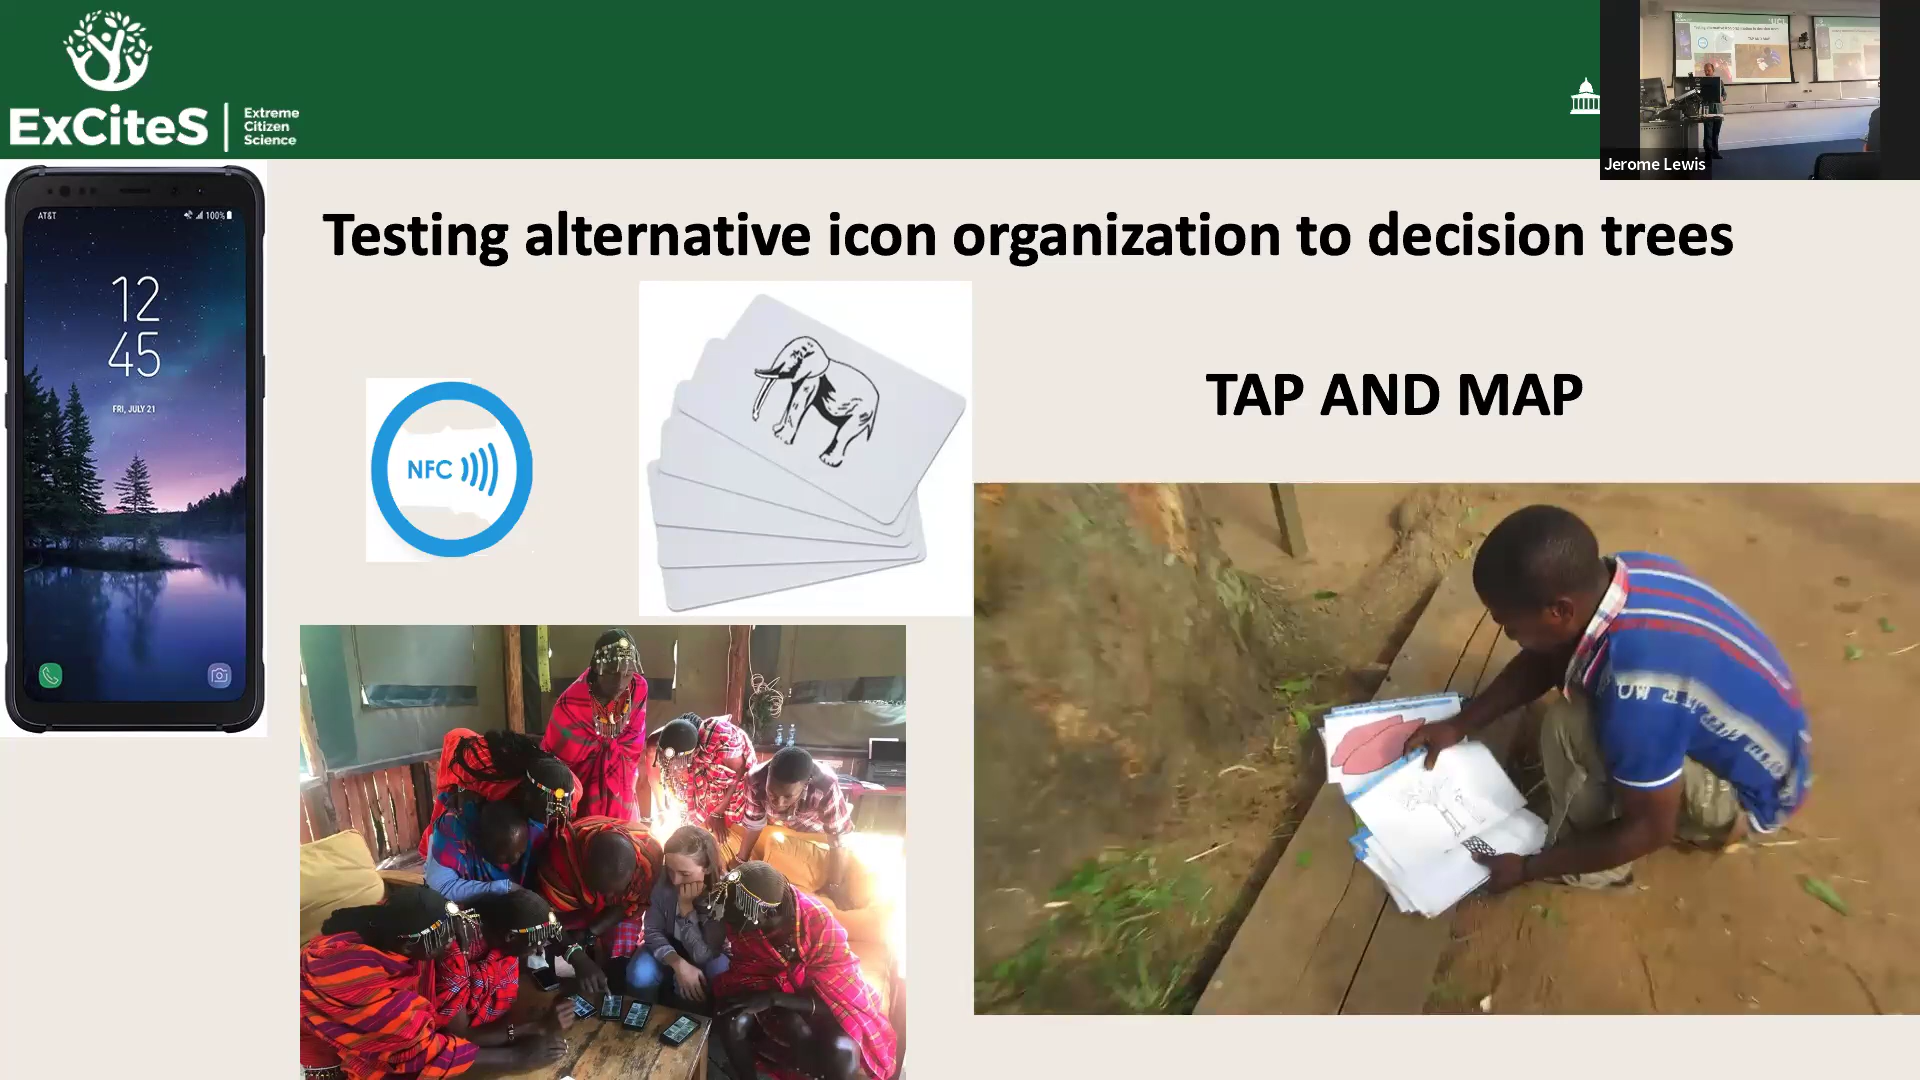 ExCiteS
Extreme
Citizen
Science
Jerome Lewis
AT&T
100%
12
45
FRI, JULY 21
Testing alternative icon organization to decision trees
NFC
TAP AND MAP